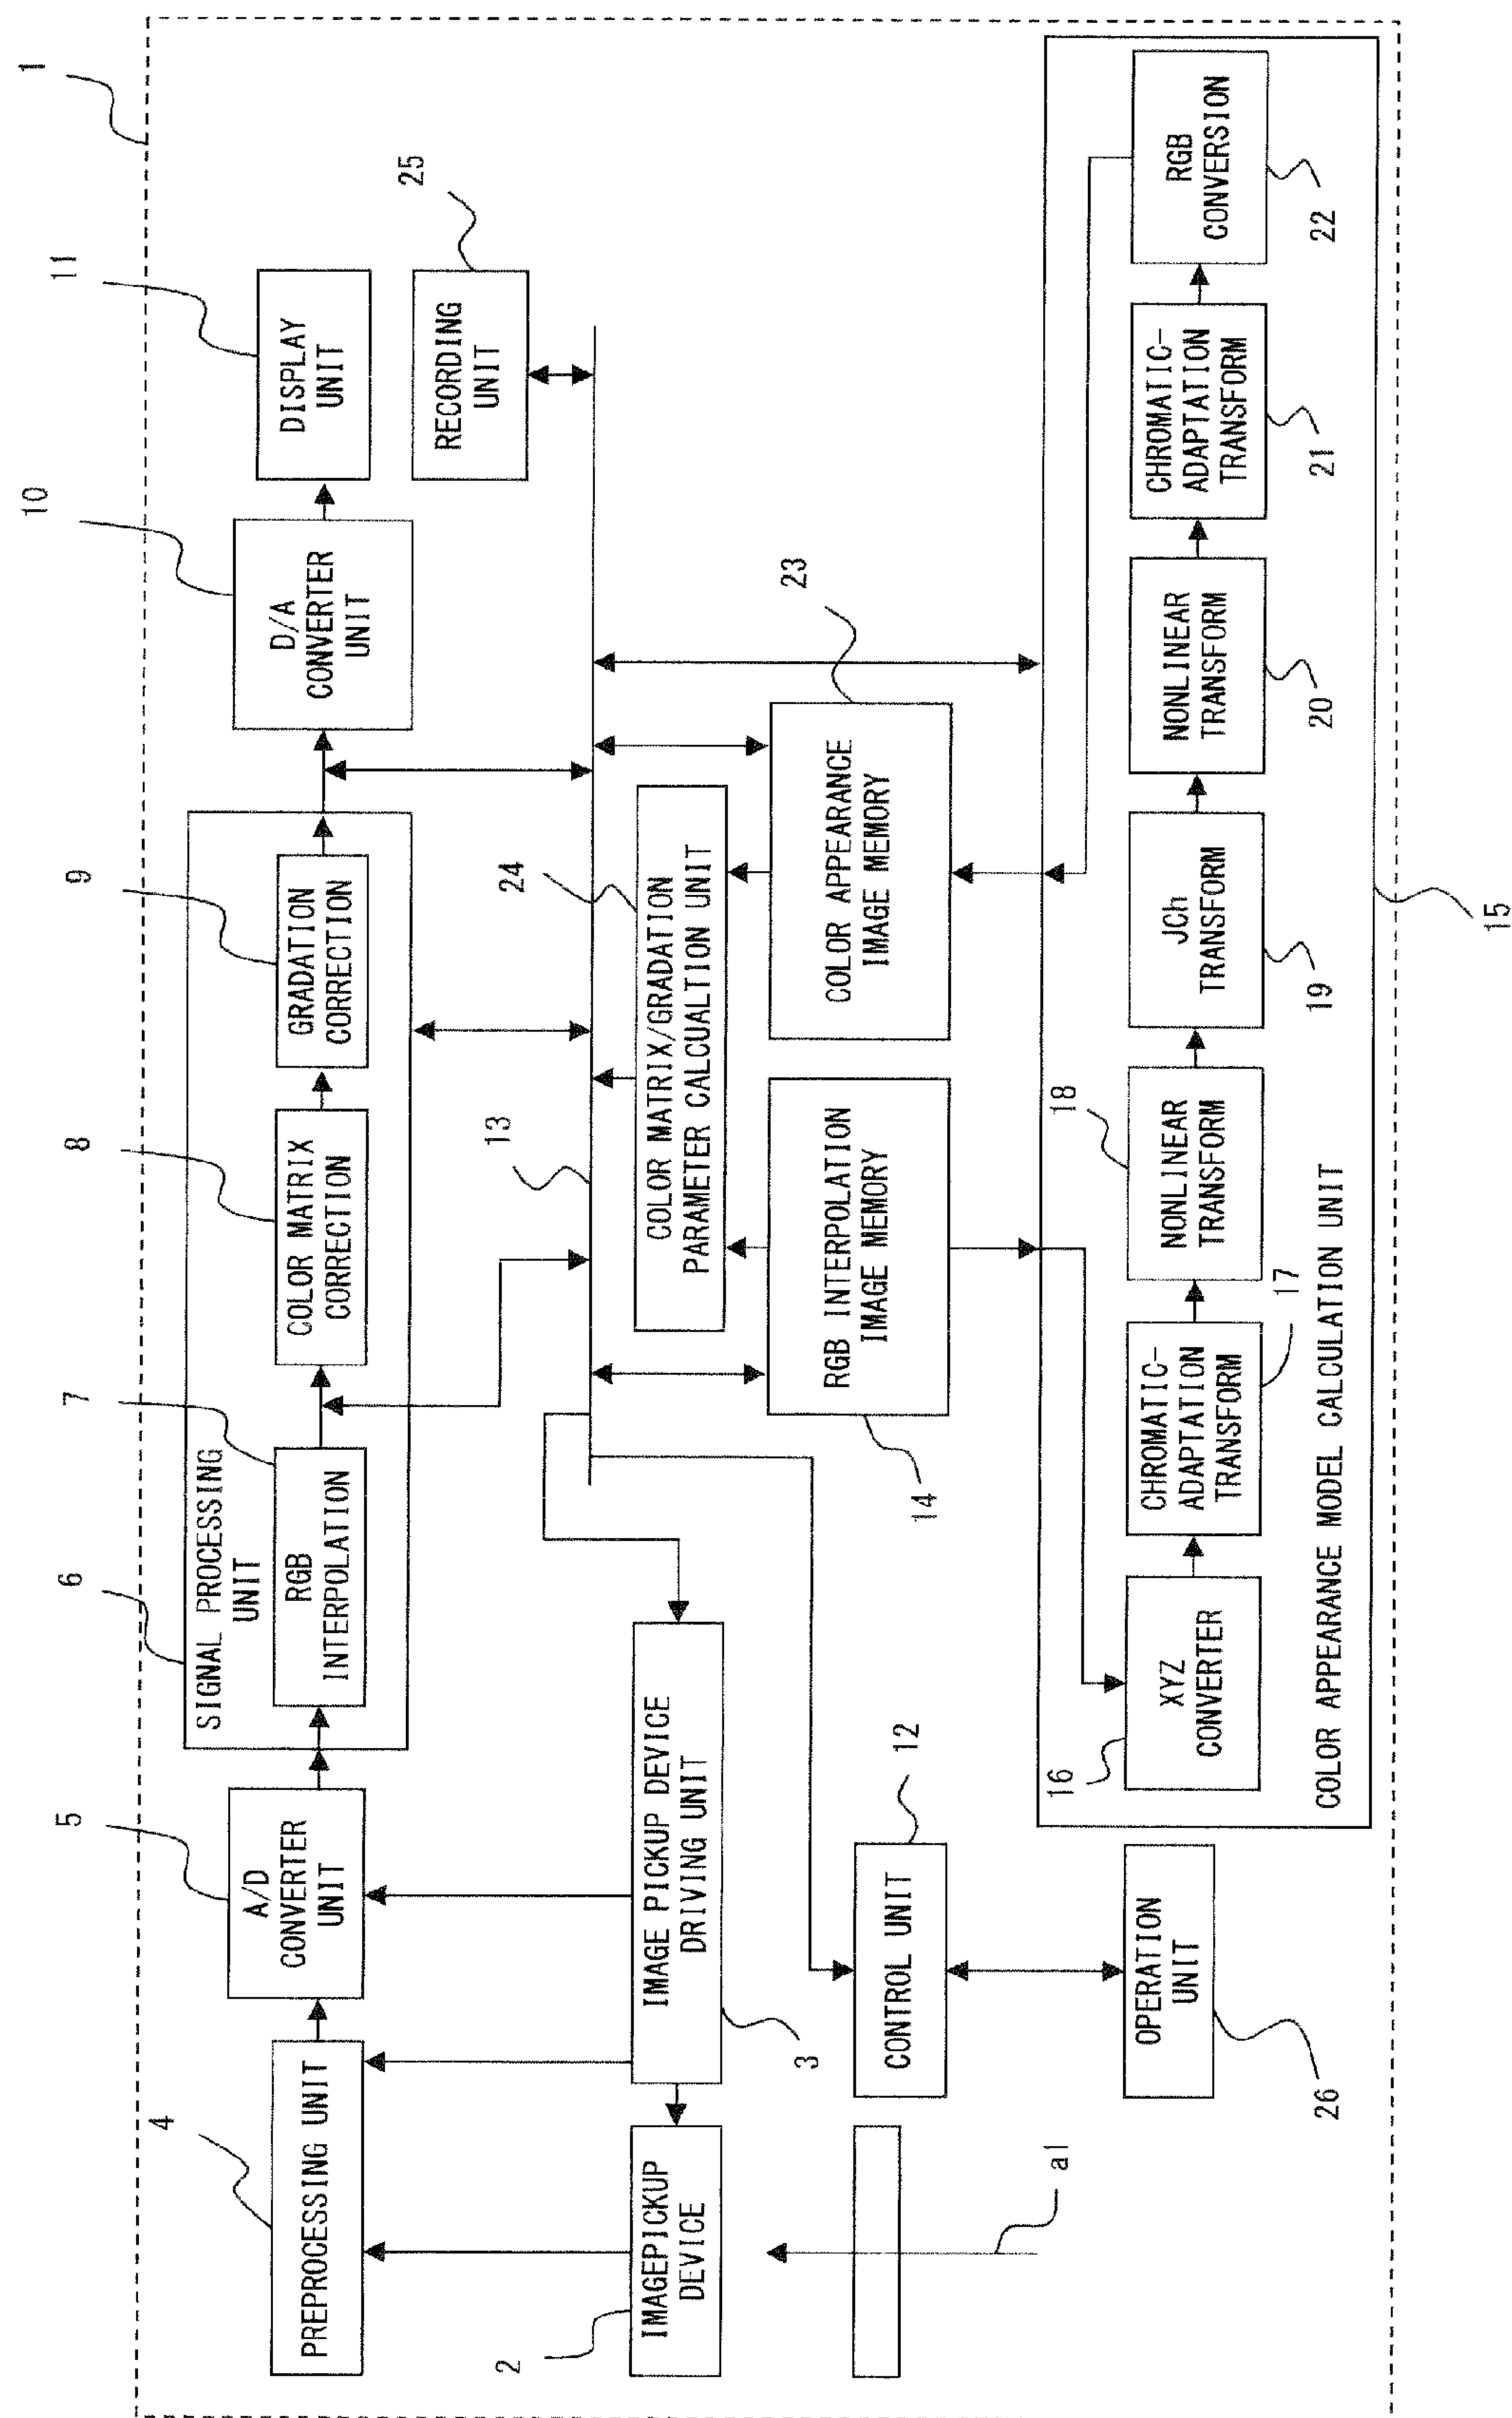 1
SIGNAL PROCESSING
UNIT
6
RGB
INTERPOLATION
7
COLOR MATRIX
CORRECTION
8
GRADATION
CORRECTION
9
PREPROCESSING UNIT
4
A/D
CONVERTER
UNIT
5
D/A
CONVERTER
UNIT
10
DISPLAY
UNIT
11
RECORDING
UNIT
25
IMAGEPICKUP
DEVICE
2
IMAGE PICKUP DEVICE
DRIVING UNIT
3
13
COLOR MATRIX/GRADATION
PARAMETER CALCUALTION UNIT
24
RGB INTERPOLATION
IMAGE MEMORY
14
COLOR APPEARANCE
IMAGE MEMORY
23
a1
CONTROL UNIT
12
OPERATION
UNIT
26
XYZ
CONVERTER
16
CHROMATIC-
ADAPTATION
TRANSFORM
17
NONLINEAR
TRANSFORM
18
JCh
TRANSFORM
19
NONLINEAR
TRANSFORM
20
CHROMATIC-
ADAPTATION
TRANSFORM
21
RGB
CONVERSION
22
COLOR APPEARANCE MODEL CALCULATION UNIT
15